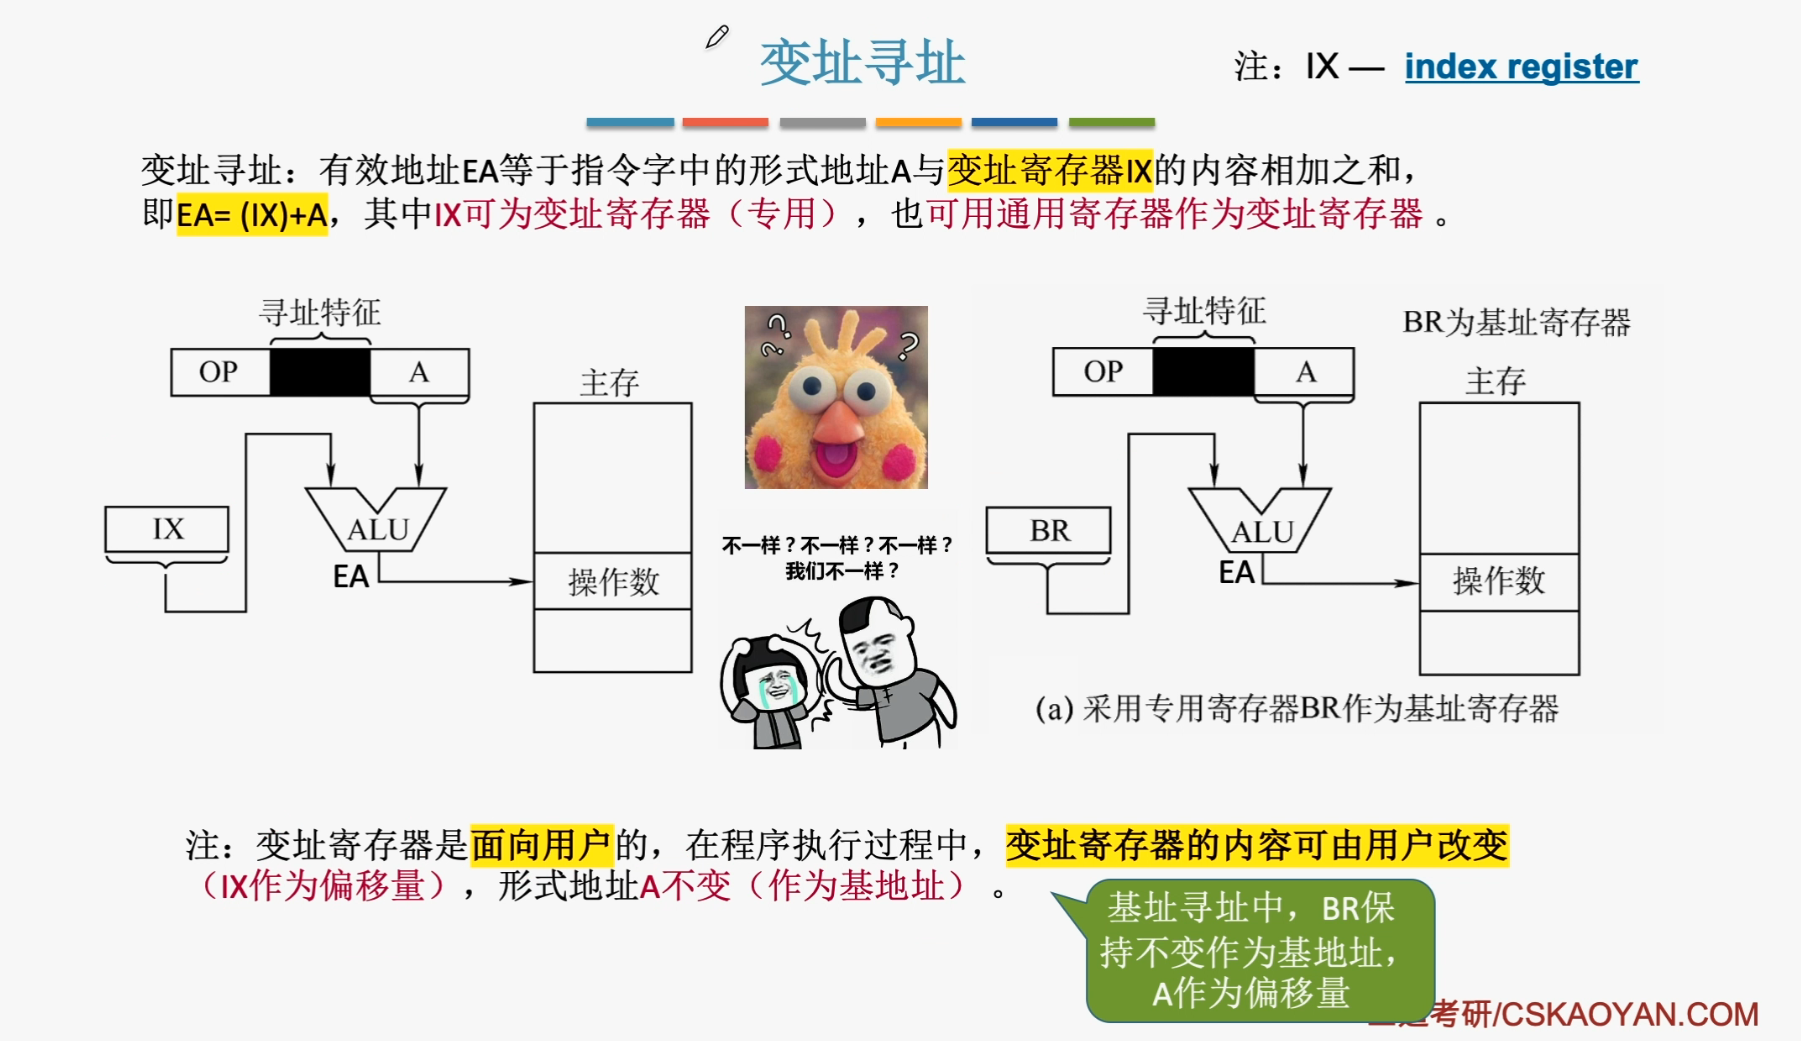 变址寻址
注：IX — index register
变址寻址：有效地址EA等于指令字中的形式地址A与变址寄存器IX的内容相加之和，
即EA= (IX)+A，其中IX可为变址寄存器（专用），也可用通用寄存器作为变址寄存器 。
寻址特征
OP
A
主存
IX
ALU
EA
操作数
? ? ?
不一样？不一样？不一样？
我们不一样？
寻址特征
BR为基址寄存器
OP
A
主存
BR
ALU
EA
操作数
(a) 采用专用寄存器BR作为基址寄存器
注：变址寄存器是面向用户的，在程序执行过程中，变址寄存器的内容可由用户改变
（IX作为偏移量），形式地址A不变（作为基地址） 。
基址寻址中，BR保
持不变作为基地址，
A作为偏移量
考研/CSKAOYAN.COM